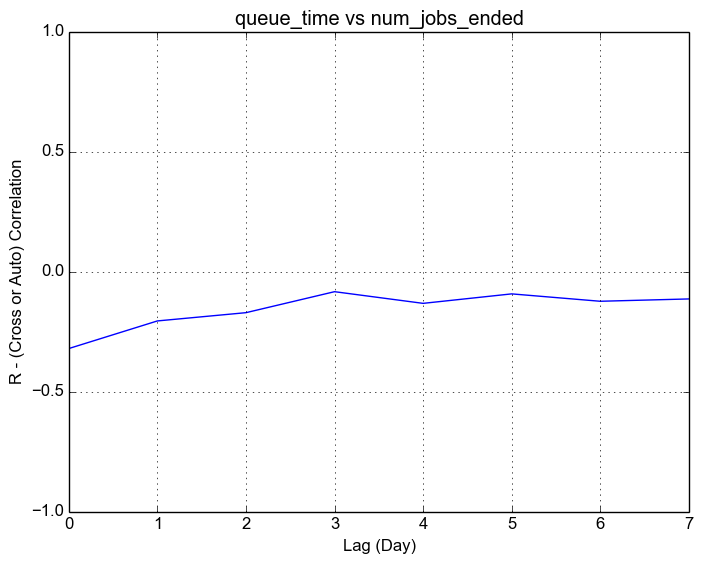 queue_time vs num_jobs_ended
1.0
0.5
0.0
−0.5
−1.0
R - (Cross or Auto) Correlation
0 1 2 3 4 5 6 7
Lag (Day)